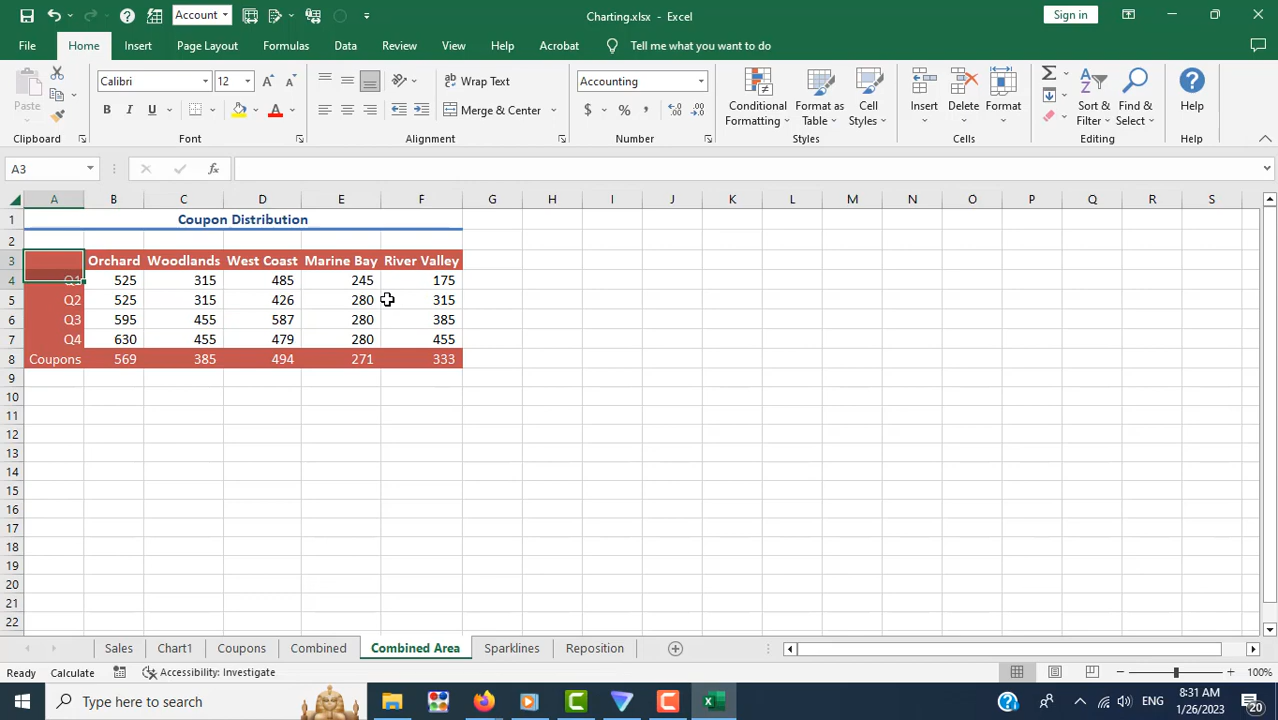 Account
Charting.xlsx - Excel
Sign in
File Home Insert Page Layout Formulas Data Review View Help Acrobat Tell me what you want to do
Paste
Calibri 12
B I U
A A
A
ab
Wrap Text
Merge & Center
Accounting
$ % ,
Conditional Formatting
Format as Table
Cell Styles
Insert
Delete
Format
Sort & Filter
Find & Select
Help
Clipboard Font Alignment Number Styles Cells Editing Help
A3 fx
A B C D E F G H I J K L M N O P Q R S
1 Coupon Distribution
2
3 Orchard Woodlands West Coast Marine Bay River Valley
4 Q1 525 315 485 245 175
5 Q2 525 315 426 280 315
6 Q3 595 455 587 280 385
7 Q4 630 455 479 280 455
8 Coupons 569 385 494 271 333
9
10
11
12
13
14
15
16
17
18
19
20
21
22
Sales Chart1 Coupons Combined Combined Area Sparklines Reposition
Ready Calculate Accessibility: Investigate 100%
Type here to search
ENG
8:31 AM
1/26/2023
20